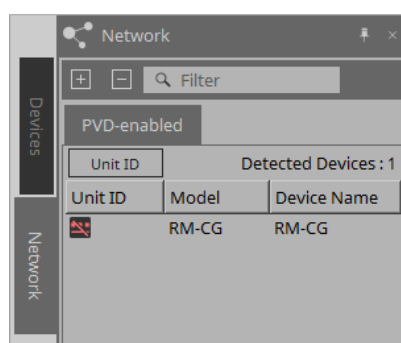 Network
Filter
Devices
PVD-enabled
Unit ID
Detected Devices : 1
Unit ID Model Device Name
RM-CG RM-CG
Network